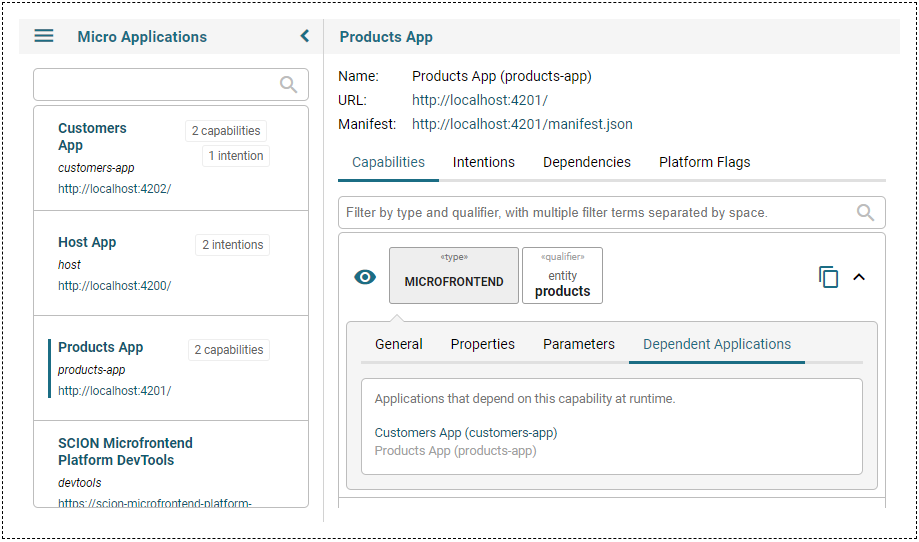 Micro Applications
Customers
App
2 capabilities
1 intention
customers-app
http://localhost:4202/
Host App
2 intentions
host
http://localhost:4200/
Products App
2 capabilities
products-app
http://localhost:4201/
SCION Microfrontend
Platform DevTools
devtools
https://scion-microfrontend-platform-
Products App
Name: Products App (products-app)
URL: http://localhost:4201/
Manifest: http://localhost:4201/manifest.json
Capabilities Intentions Dependencies Platform Flags
Filter by type and qualifier, with multiple filter terms separated by space.
«type»
MICROFRONTEND
«qualifier»
entity
products
General Properties Parameters Dependent Applications
Applications that depend on this capability at runtime.
Customers App (customers-app)
Products App (products-app)